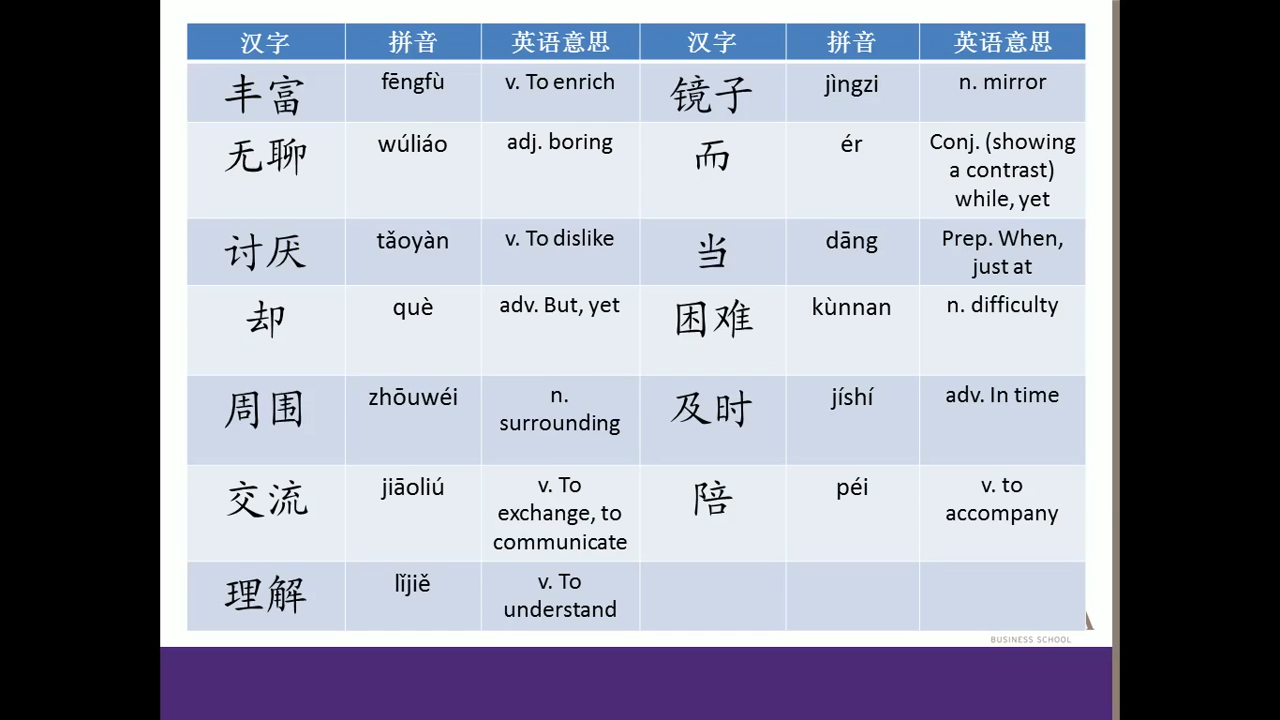 汉字 拼音 英语意思 汉字 拼音 英语意思
丰富 fēngfù v. To enrich 镜子 jìngzi n. mirror
无聊 wúliáo adj. boring 而 ér Conj. (showing
a contrast)
while, yet
讨厌 tǎoyàn v. To dislike 当 dāng Prep. When,
just at
却 què adv. But, yet 困难 kùnnan n. difficulty
周围 zhōuwéi n.
surrounding
及时 jíshí adv. In time
交流 jiāoliú v. To
exchange, to
communicate
陪 péi v. to
accompany
理解 lǐjiě v. To
understand
BUSINESS SCHOOL